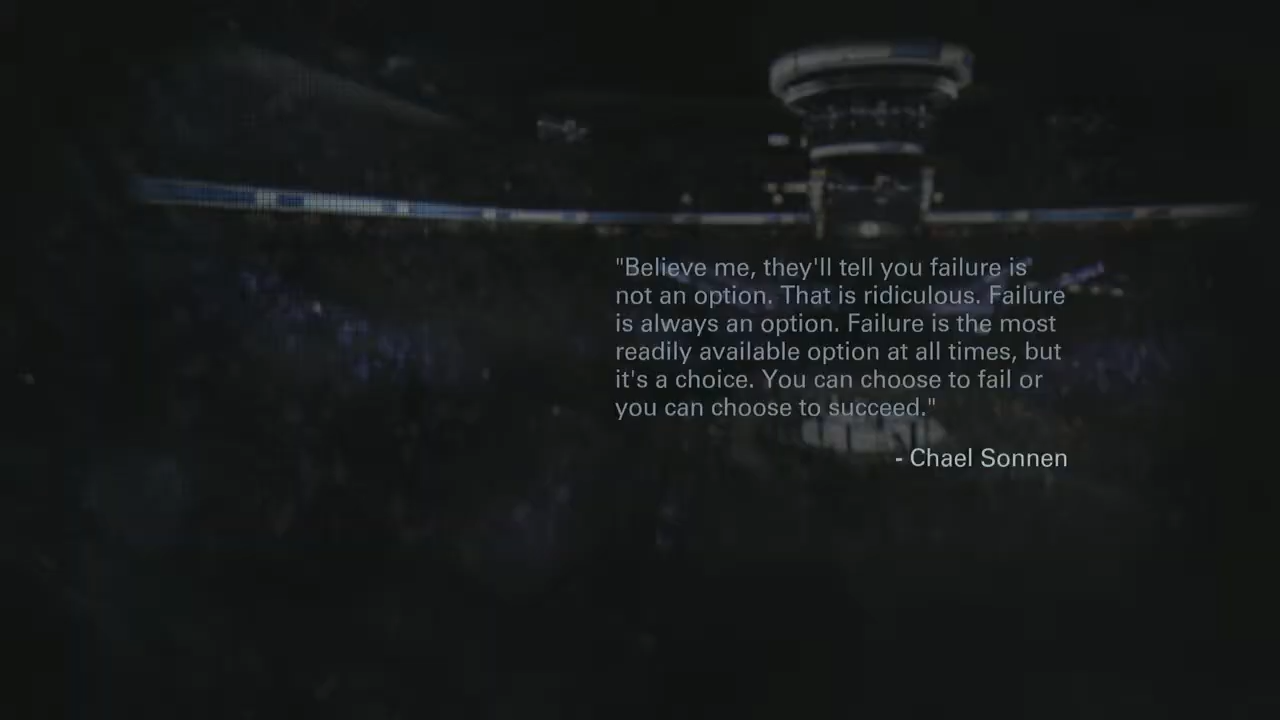 "Believe me, they'll tell you failure is
not an option. That is ridiculous. Failure
is always an option. Failure is the most
readily available option at all times, but
it's a choice. You can choose to fail or
you can choose to succeed."
- Chael Sonnen